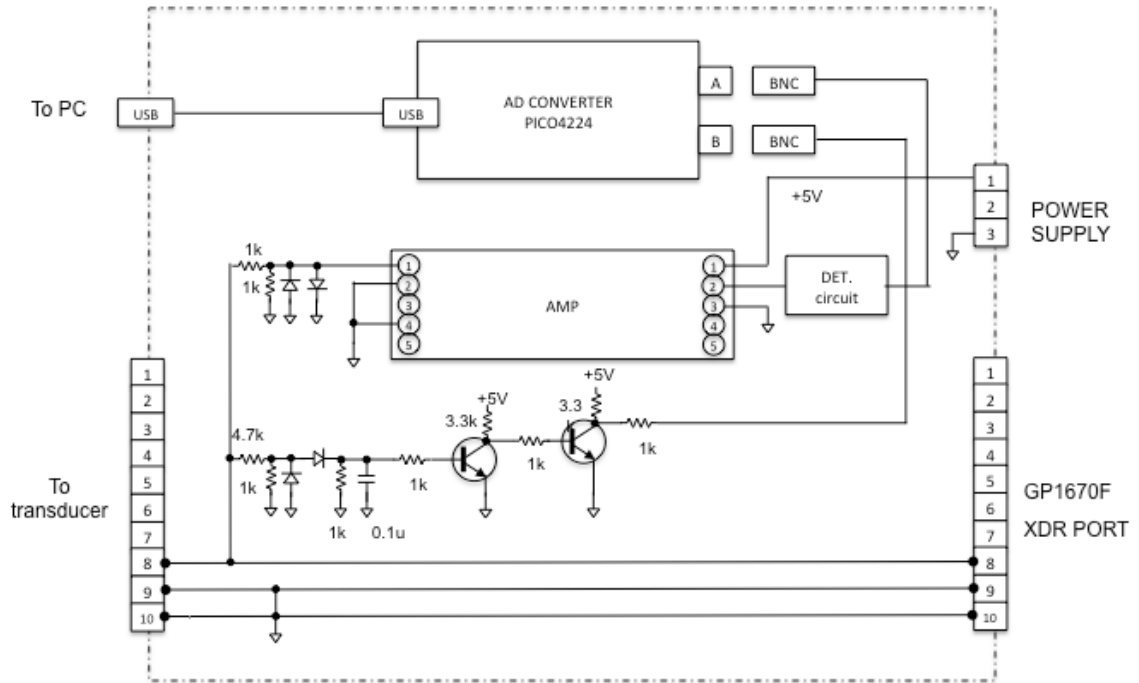 To PC
USB
USB
AD CONVERTER
PICO4224
A
BNC
B
BNC
+5V
1
2
3
POWER
SUPPLY
1k
1k
1
2
3
4
5
AMP
1
2
3
4
5
DET.
circuit
1
2
3
4
5
6
7
8
9
10
To
transducer
4.7k
1k
1k
0.1u
1k
3.3k
+5V
1k
3.3
+5V
1k
1
2
3
4
5
6
7
8
9
10
GP1670F
XDR PORT